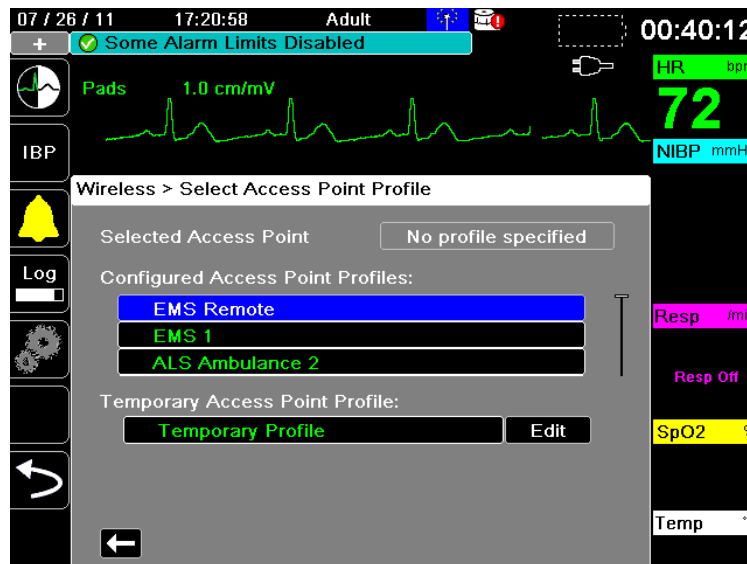 07 / 26 / 11 17:20:58 Adult
00:40:12
+ Some Alarm Limits Disabled
HR bpm
Pads 1.0 cm/mV
72
IBP
NIBP mmH
Wireless > Select Access Point Profile
Selected Access Point No profile specified
Log
Configured Access Point Profiles:
EMS Remote
Resp /mi
EMS 1
ALS Ambulance 2
Resp Off
Temporary Access Point Profile:
Temporary Profile Edit
SpO2
Temp °